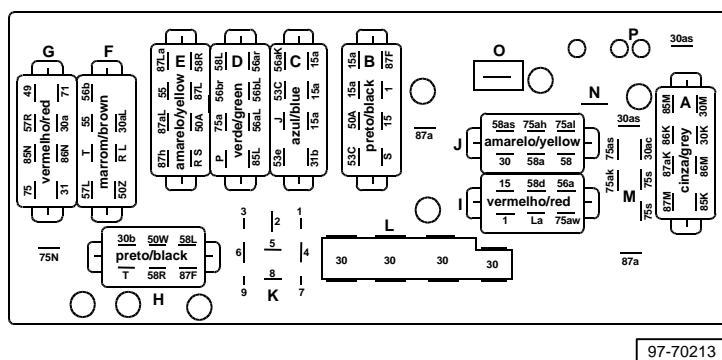 G F
49 71
57R 30a
85N 86N
75 31
vermelho/red
56b
55 30aL
T R L
57L 50Z
marrom/brown
E D C
87La 58R
55 87L
87aL 50A
87h R S
amarelo/yellow
58L 56ar
56br 56bL
75a 56aL
P 85L
verde/green
56aK 15a
53C 15a
J 15a
53e 31b
azul/blue
B
15a 87F
15a 1
50A 15
53C S
preto/black
87a
O
P
30as
N
30as
A
85M 30M
86K 30K
87aK 86M
87M 85K
cinza/grey
J
58as 75ah 75al
amarelo/yellow
30 58a 58
I
15 58d 56a
vermelho/red
1 La 75aw
75as 30ac
75ak 75s
M
75s
87a
75N
30b 50W 58L
preto/black
T 58R 87F
H
3 2 1
6 5 4
9 8 7
K
L
30 30 30 30
97-70213